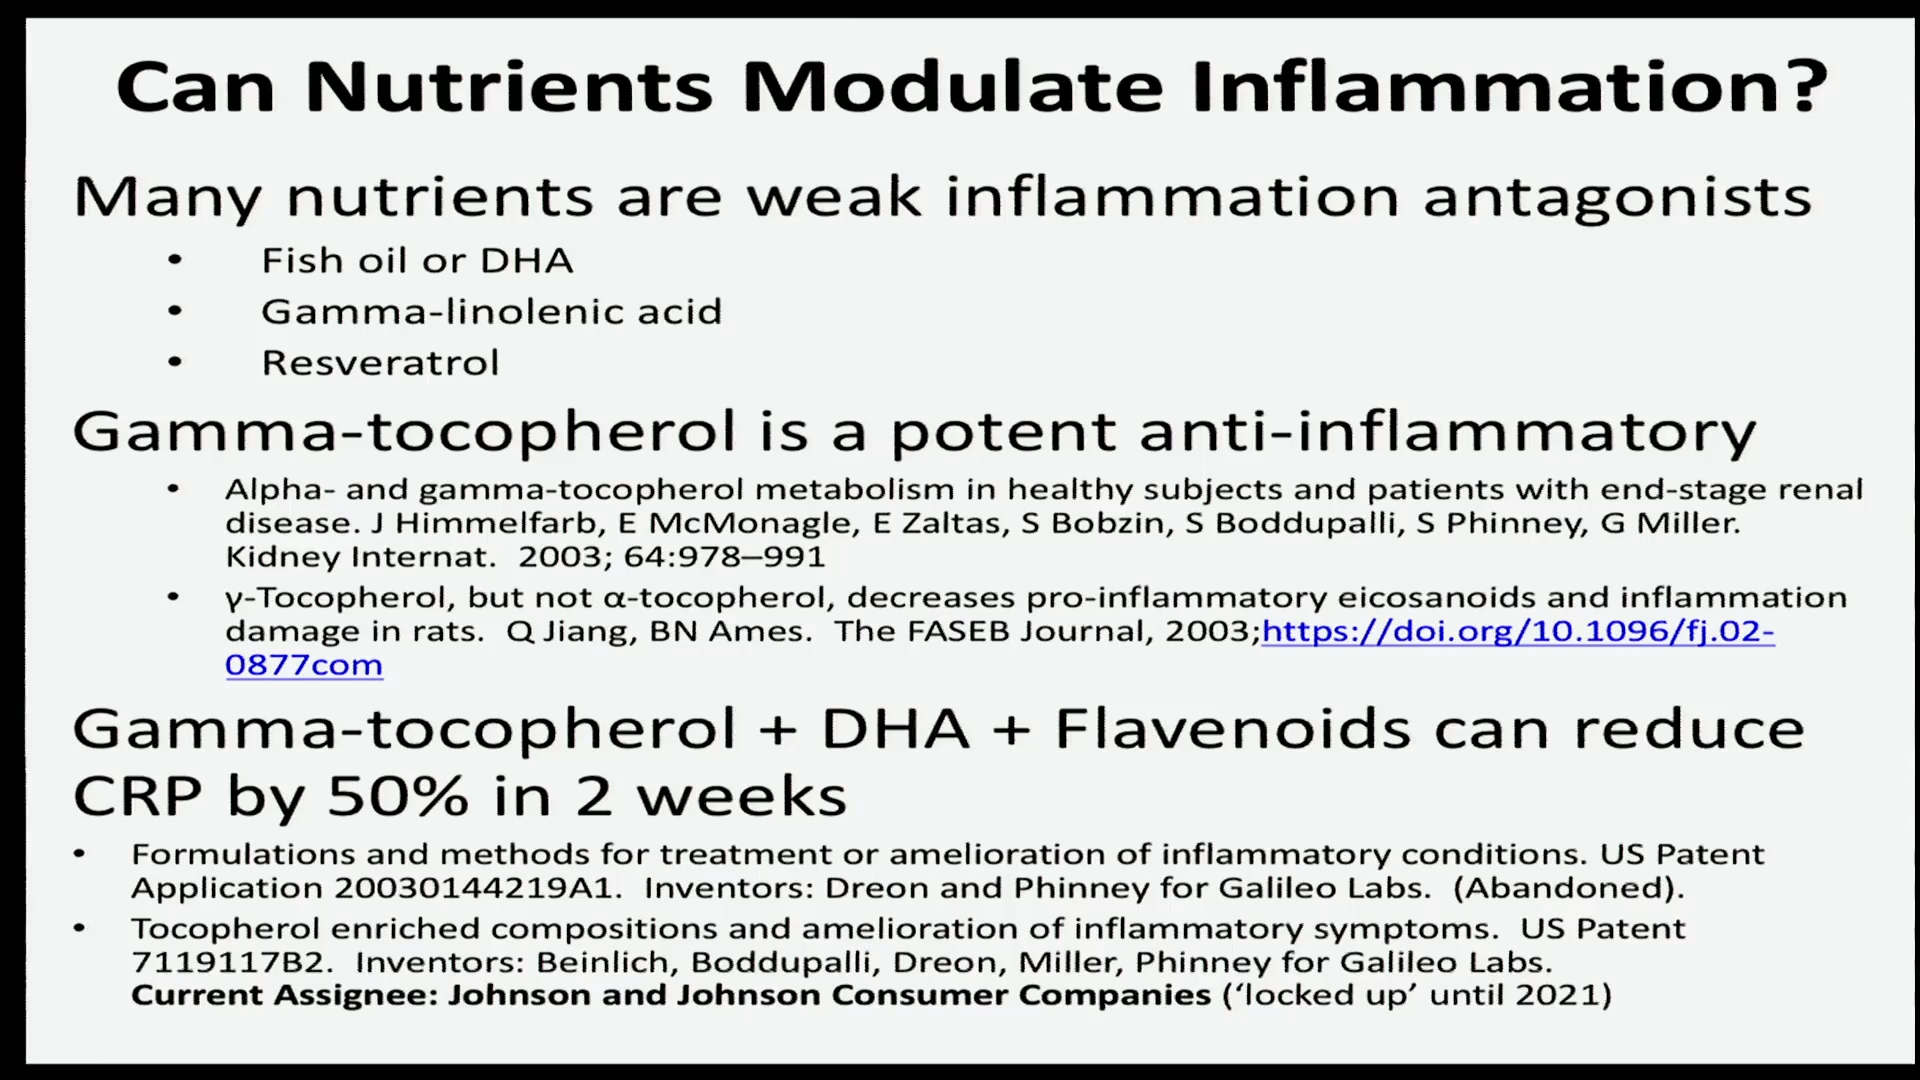 Can Nutrients Modulate Inflammation?
Many nutrients are weak inflammation antagonists
• Fish oil or DHA
• Gamma-linolenic acid
• Resveratrol
Gamma-tocopherol is a potent anti-inflammatory
• Alpha- and gamma-tocopherol metabolism in healthy subjects and patients with end-stage renal
disease. J Himmelfarb, E McMonagle, E Zaltas, S Bobzin, S Boddupalli, S Phinney, G Miller.
Kidney Internat. 2003; 64:978–991
• γ-Tocopherol, but not α-tocopherol, decreases pro-inflammatory eicosanoids and inflammation
damage in rats. Q Jiang, BN Ames. The FASEB Journal, 2003;https://doi.org/10.1096/fj.02-
0877com
Gamma-tocopherol + DHA + Flavenoids can reduce
CRP by 50% in 2 weeks
• Formulations and methods for treatment or amelioration of inflammatory conditions. US Patent
Application 20030144219A1. Inventors: Dreon and Phinney for Galileo Labs. (Abandoned).
• Tocopherol enriched compositions and amelioration of inflammatory symptoms. US Patent
7119117B2. Inventors: Beinlich, Boddupalli, Dreon, Miller, Phinney for Galileo Labs.
Current Assignee: Johnson and Johnson Consumer Companies (‘locked up’ until 2021)